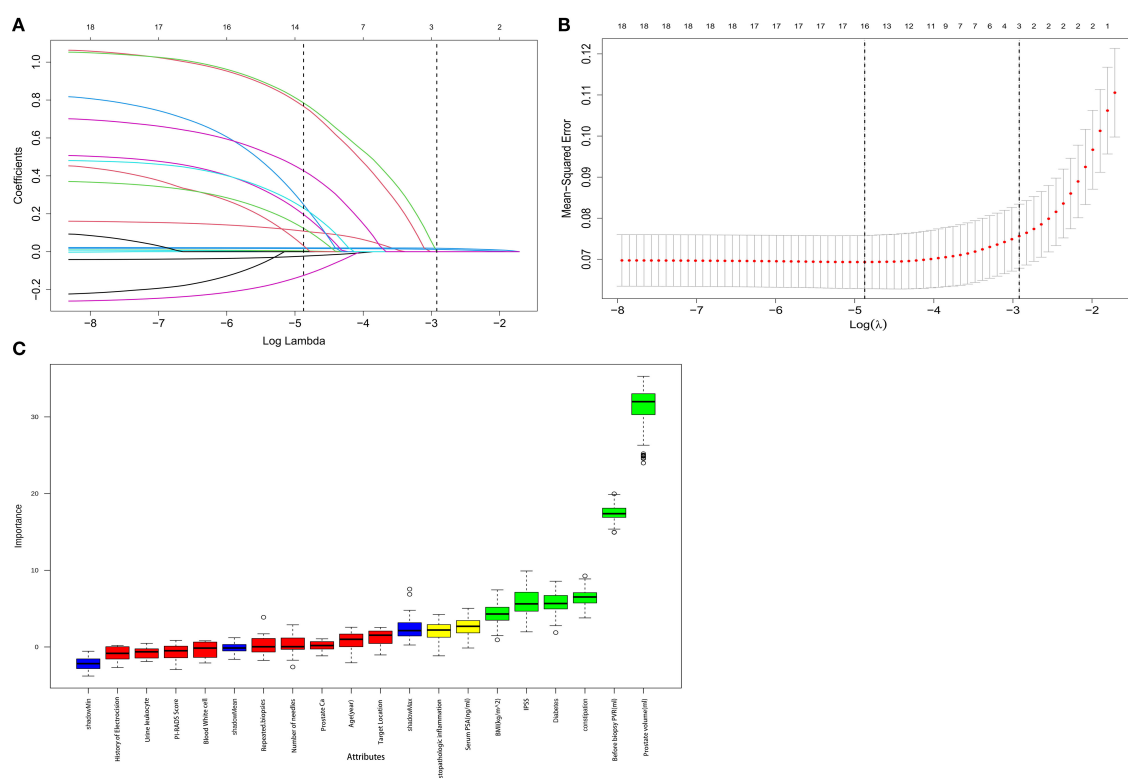 A
18 17 16 14 7 3 2
1.0
0.8
0.6
0.4
0.2
0.0
−0.2
Coefficients
−8 −7 −6 −5 −4 −3 −2
Log Lambda
B
18 18 18 18 18 18 17 17 17 17 17 16 13 12 11 9 7 7 6 4 3 2 2 2 2 2 1
0.12
0.11
0.10
0.09
0.08
0.07
Mean−Squared Error
−8 −7 −6 −5 −4 −3 −2
Log(λ)
C
30
20
10
0
Importance
shadowMin
History of Electrocision
Urine leukocyte
PI-RADS Score
Blood White cell
shadowMean
Repeated.biopsies
Number of needles
Prostate Ca
Age(year)
Target Location
shadowMax
stopathologic inflammation
Serum PSA(ng/ml)
BMI(kg/m^2)
IPSS
Diabetes
constipation
Before biopsy PVR(ml)
Prostate volume(ml)
Attributes